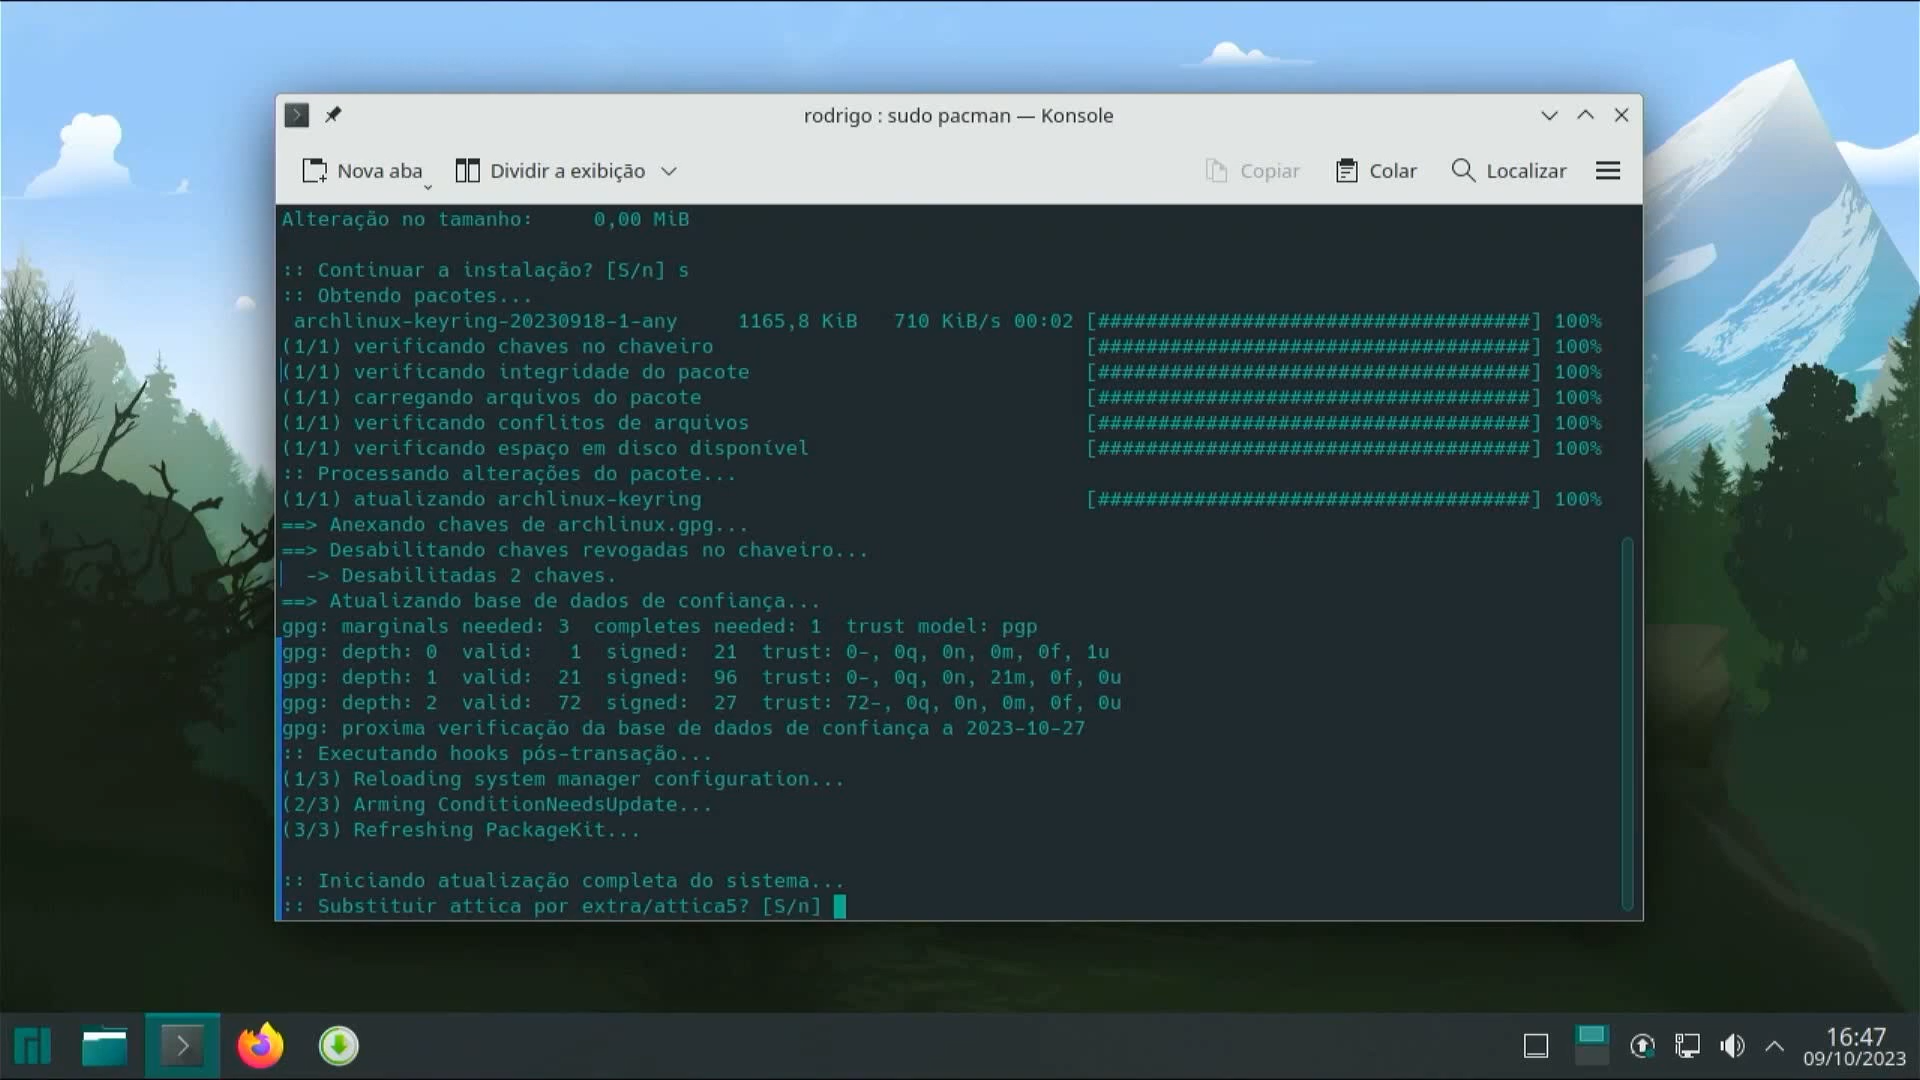 rodrigo : sudo pacman — Konsole
Nova aba
Dividir a exibição
Copiar
Colar
Localizar
Alteração no tamanho:     0,00 MiB
:: Continuar a instalação? [S/n] s
:: Obtendo pacotes...
archlinux-keyring-20230918-1-any     1165,8 KiB   710 KiB/s 00:02 [####################################] 100%
(1/1) verificando chaves no chaveiro [####################################] 100%
(1/1) verificando integridade do pacote [####################################] 100%
(1/1) carregando arquivos do pacote [####################################] 100%
(1/1) verificando conflitos de arquivos [####################################] 100%
(1/1) verificando espaço em disco disponível [####################################] 100%
:: Processando alterações do pacote...
(1/1) atualizando archlinux-keyring [####################################] 100%
==> Anexando chaves de archlinux.gpg...
==> Desabilitando chaves revogadas no chaveiro...
  -> Desabilitadas 2 chaves.
==> Atualizando base de dados de confiança...
gpg: marginals needed: 3  completes needed: 1  trust model: pgp
gpg: depth: 0  valid:   1  signed:  21  trust: 0-, 0q, 0n, 0m, 0f, 1u
gpg: depth: 1  valid:  21  signed:  96  trust: 0-, 0q, 0n, 21m, 0f, 0u
gpg: depth: 2  valid:  72  signed:  27  trust: 72-, 0q, 0n, 0m, 0f, 0u
gpg: proxima verificação da base de dados de confiança a 2023-10-27
:: Executando hooks pós-transação...
(1/3) Reloading system manager configuration...
(2/3) Arming ConditionNeedsUpdate...
(3/3) Refreshing PackageKit...
:: Iniciando atualização completa do sistema...
:: Substituir attica por extra/attica5? [S/n]
16:47
09/10/2023